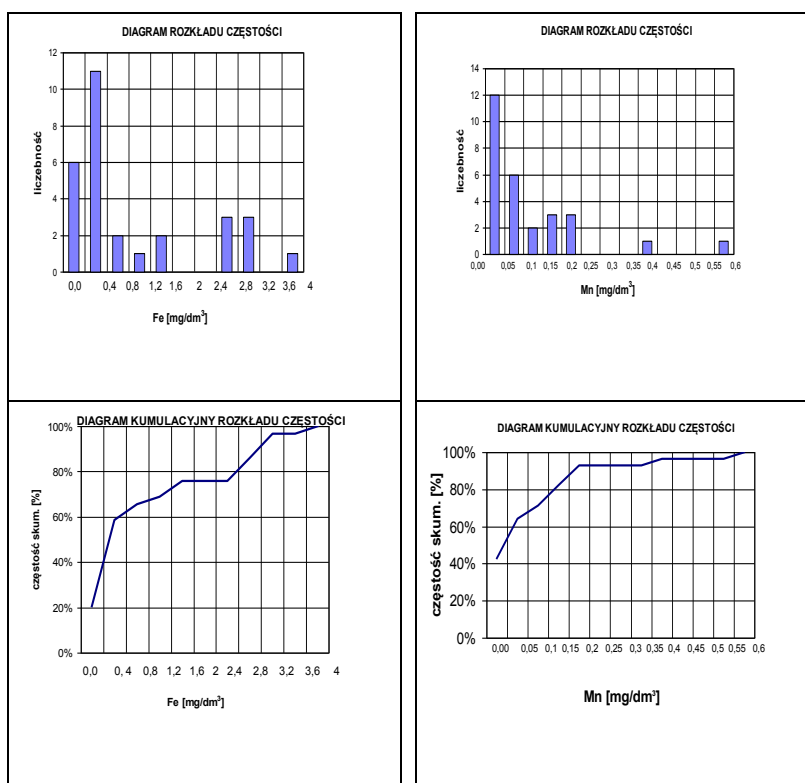 DIAGRAM ROZKŁADU CZĘSTOŚCI
12
10
8
6
4
2
0
liczebność
0,0 0,4 0,8 1,2 1,6 2 2,4 2,8 3,2 3,6 4
Fe [mg/dm³]
DIAGRAM ROZKŁADU CZĘSTOŚCI
14
12
10
8
6
4
2
0
liczebność
0,00 0,05 0,1 0,15 0,2 0,25 0,3 0,35 0,4 0,45 0,5 0,55 0,6
Mn [mg/dm³]
DIAGRAM KUMULACYJNY ROZKŁADU CZĘSTOŚCI
100%
80%
60%
40%
20%
0%
częstość skum. [%]
0,0 0,4 0,8 1,2 1,6 2 2,4 2,8 3,2 3,6 4
Fe [mg/dm³]
DIAGRAM KUMULACYJNY ROZKŁADU CZĘSTOŚCI
100%
80%
60%
40%
20%
0%
częstość skum. [%]
0,00 0,05 0,1 0,15 0,2 0,25 0,3 0,35 0,4 0,45 0,5 0,55 0,6
Mn [mg/dm³]